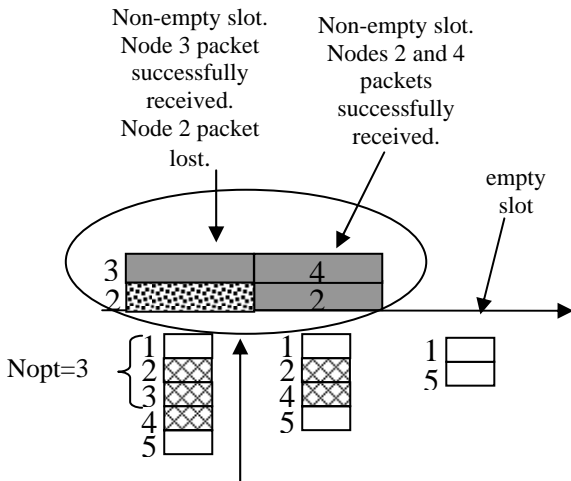 Non-empty slot.
Node 3 packet
successfully
received.
Node 2 packet
lost.
Non-empty slot.
Nodes 2 and 4
packets
successfully
received.
empty
slot
3
4
2
2
Nopt=3
1
2
3
4
5
1
2
4
5
1
5